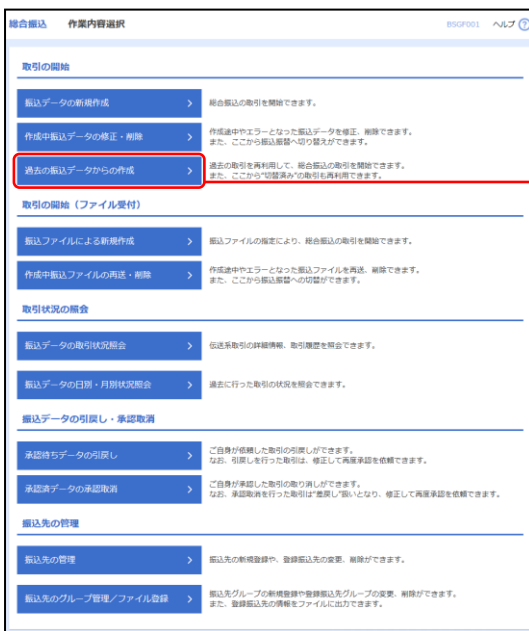 総合振込 作業内容選択 BSGF001 ヘルプ ?
取引の開始
振込データの新規作成 > 総合振込の取引を開始できます。
作成中振込データの修正・削除 > 作成途中やエラーとなった振込データを修正、削除できます。
また、ここから振込振替へ切り替えができます。
過去の振込データからの作成 > 過去の取引を再利用して、総合振込の取引を開始できます。
また、ここから"切替済み"の取引も再利用できます。
取引の開始（ファイル受付）
振込ファイルによる新規作成 > 振込ファイルの指定により、総合振込の取引を開始できます。
作成中振込ファイルの再送・削除 > 作成途中やエラーとなった振込ファイルを再送、削除できます。
また、ここから振込振替への切替ができます。
取引状況の照会
振込データの取引状況照会 > 伝送系取引の詳細情報、取引履歴を照会できます。
振込データの日別・月別状況照会 > 過去に行った取引の状況を照会できます。
振込データの引戻し・承認取消
承認待ちデータの引戻し > ご自身が依頼した取引の引戻しができます。
なお、引戻しを行った取引は、修正して再度承認を依頼できます。
承認済データの承認取消 > ご自身が承認した取引の取り消しができます。
なお、承認取消を行った取引は"差戻し"扱いとなり、修正して再度承認を依頼できます。
振込先の管理
振込先の管理 > 振込先の新規登録や、登録振込先の変更、削除ができます。
振込先のグループ管理／ファイル登録 > 振込先グループの新規登録や登録振込先グループの変更、削除ができます。
また、登録振込先の情報をファイルに出力できます。